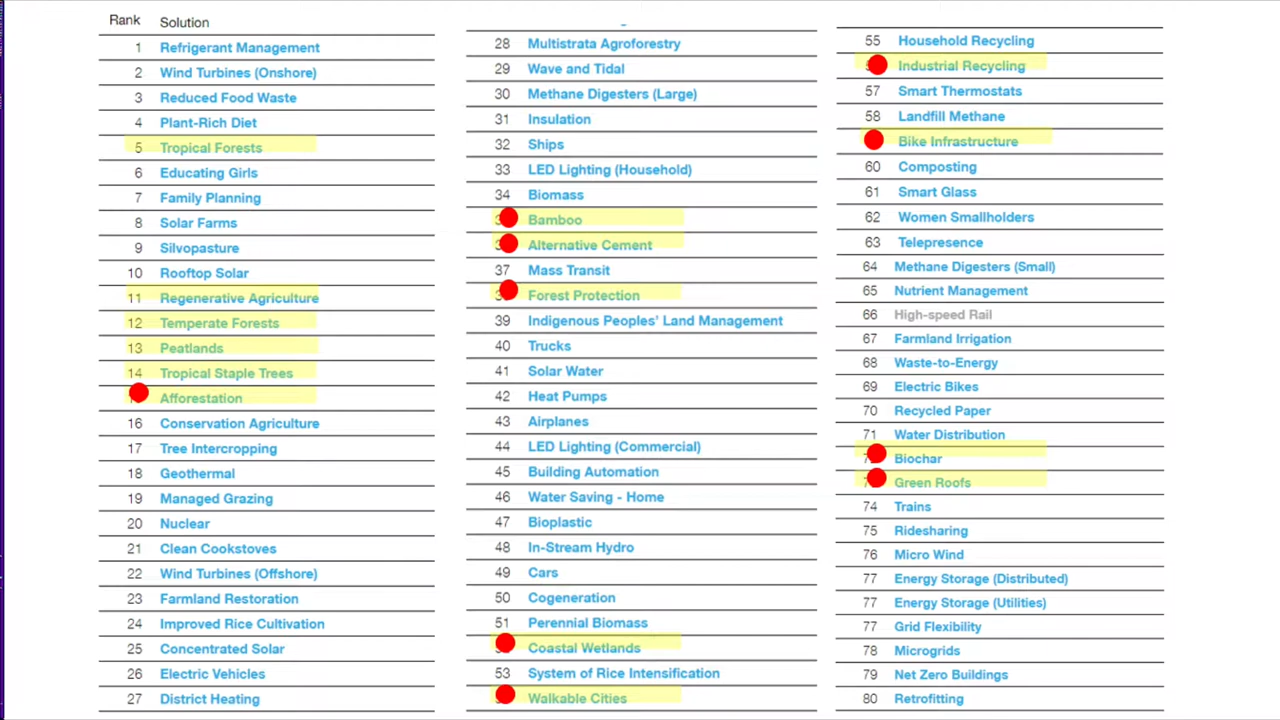 Rank Solution
1 Refrigerant Management
2 Wind Turbines (Onshore)
3 Reduced Food Waste
4 Plant-Rich Diet
5 Tropical Forests
6 Educating Girls
7 Family Planning
8 Solar Farms
9 Silvopasture
10 Rooftop Solar
11 Regenerative Agriculture
12 Temperate Forests
13 Peatlands
14 Tropical Staple Trees
Afforestation
16 Conservation Agriculture
17 Tree Intercropping
18 Geothermal
19 Managed Grazing
20 Nuclear
21 Clean Cookstoves
22 Wind Turbines (Offshore)
23 Farmland Restoration
24 Improved Rice Cultivation
25 Concentrated Solar
26 Electric Vehicles
27 District Heating
28 Multistrata Agroforestry
29 Wave and Tidal
30 Methane Digesters (Large)
31 Insulation
32 Ships
33 LED Lighting (Household)
34 Biomass
Bamboo
Alternative Cement
37 Mass Transit
Forest Protection
39 Indigenous Peoples' Land Management
40 Trucks
41 Solar Water
42 Heat Pumps
43 Airplanes
44 LED Lighting (Commercial)
45 Building Automation
46 Water Saving - Home
47 Bioplastic
48 In-Stream Hydro
49 Cars
50 Cogeneration
51 Perennial Biomass
Coastal Wetlands
53 System of Rice Intensification
Walkable Cities
55 Household Recycling
Industrial Recycling
57 Smart Thermostats
58 Landfill Methane
Bike Infrastructure
60 Composting
61 Smart Glass
62 Women Smallholders
63 Telepresence
64 Methane Digesters (Small)
65 Nutrient Management
66 High-speed Rail
67 Farmland Irrigation
68 Waste-to-Energy
69 Electric Bikes
70 Recycled Paper
71 Water Distribution
Biochar
Green Roofs
74 Trains
75 Ridesharing
76 Micro Wind
77 Energy Storage (Distributed)
77 Energy Storage (Utilities)
77 Grid Flexibility
78 Microgrids
79 Net Zero Buildings
80 Retrofitting